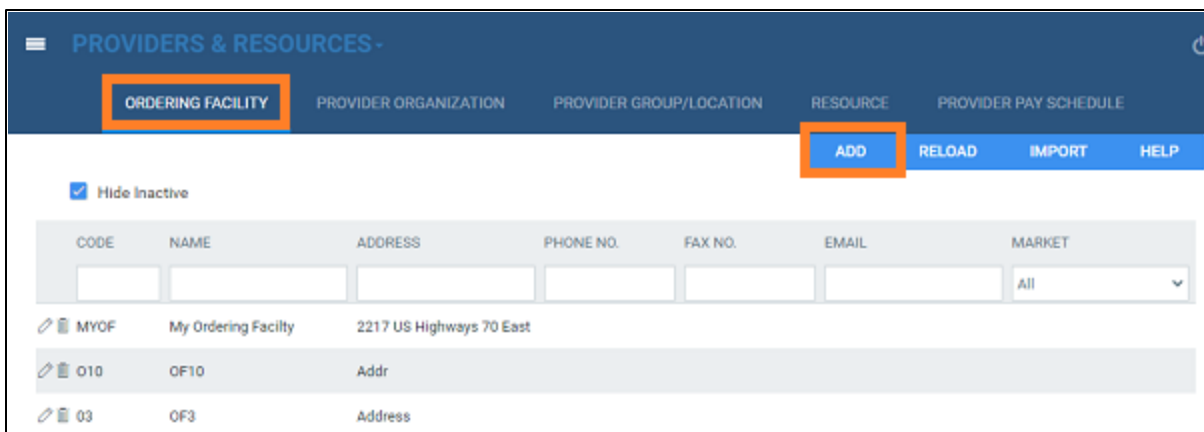 PROVIDERS & RESOURCES
ORDERING FACILITY PROVIDER ORGANIZATION PROVIDER GROUP/LOCATION RESOURCE PROVIDER PAY SCHEDULE
ADD RELOAD IMPORT HELP
Hide Inactive
CODE NAME ADDRESS PHONE NO. FAX NO. EMAIL MARKET
All
MYOF My Ordering Facilty 2217 US Highways 70 East
O10 OF10 Addr
03 OF3 Address